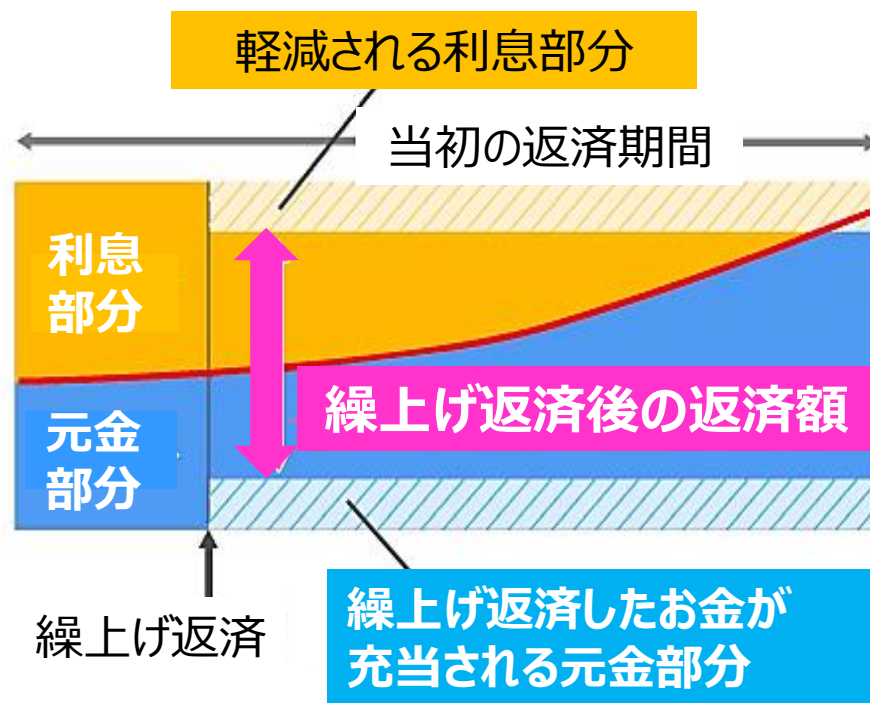 軽減される利息部分
当初の返済期間
利息
部分
繰上げ返済後の返済額
元金
部分
繰上げ返済
繰上げ返済したお金が
充当される元金部分